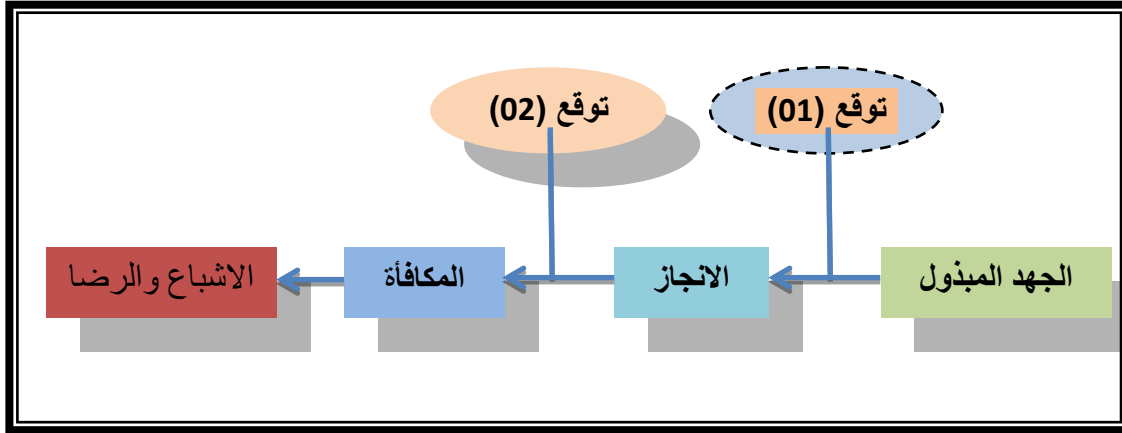 توقع (01)
توقع (02)
الجهد المبذول
الانجاز
المكافأة
الاشباع والرضا